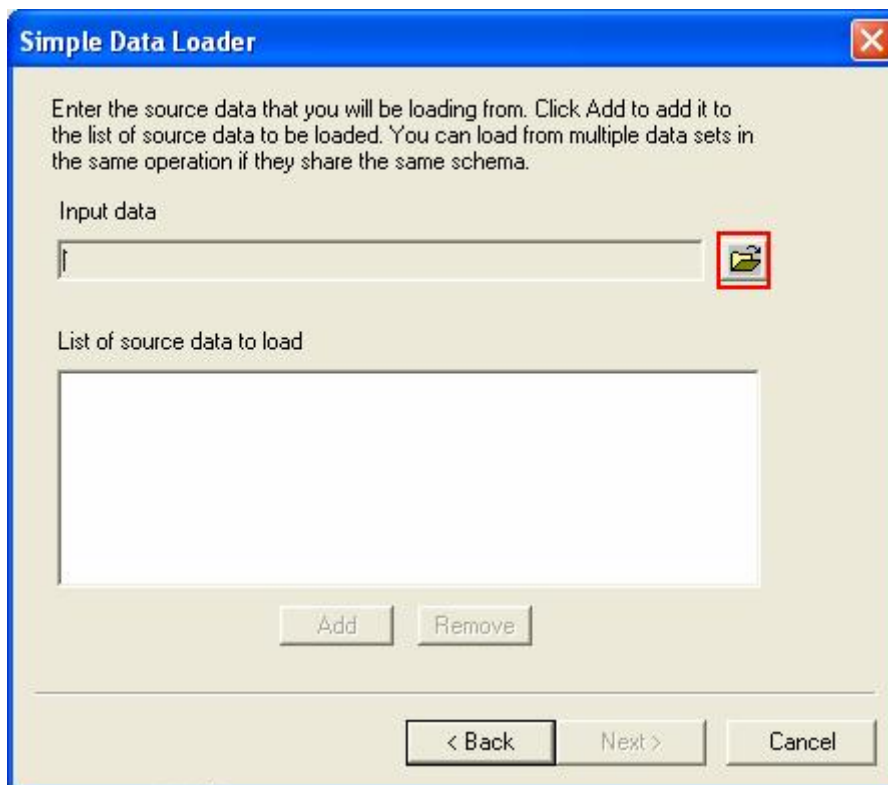 Simple Data Loader
Enter the source data that you will be loading from. Click Add to add it to
the list of source data to be loaded. You can load from multiple data sets in
the same operation if they share the same schema.
Input data
List of source data to load
Add Remove
< Back Next > Cancel